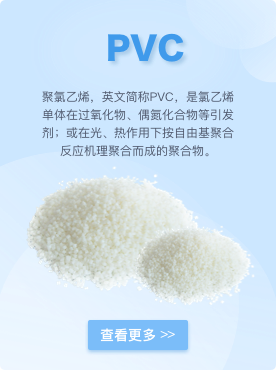 PVC
聚氯乙烯，英文简称PVC，是氯乙烯
单体在过氧化物、偶氮化合物等引发
剂；或在光、热作用下按自由基聚合
反应机理聚合而成的聚合物。
查看更多 >>